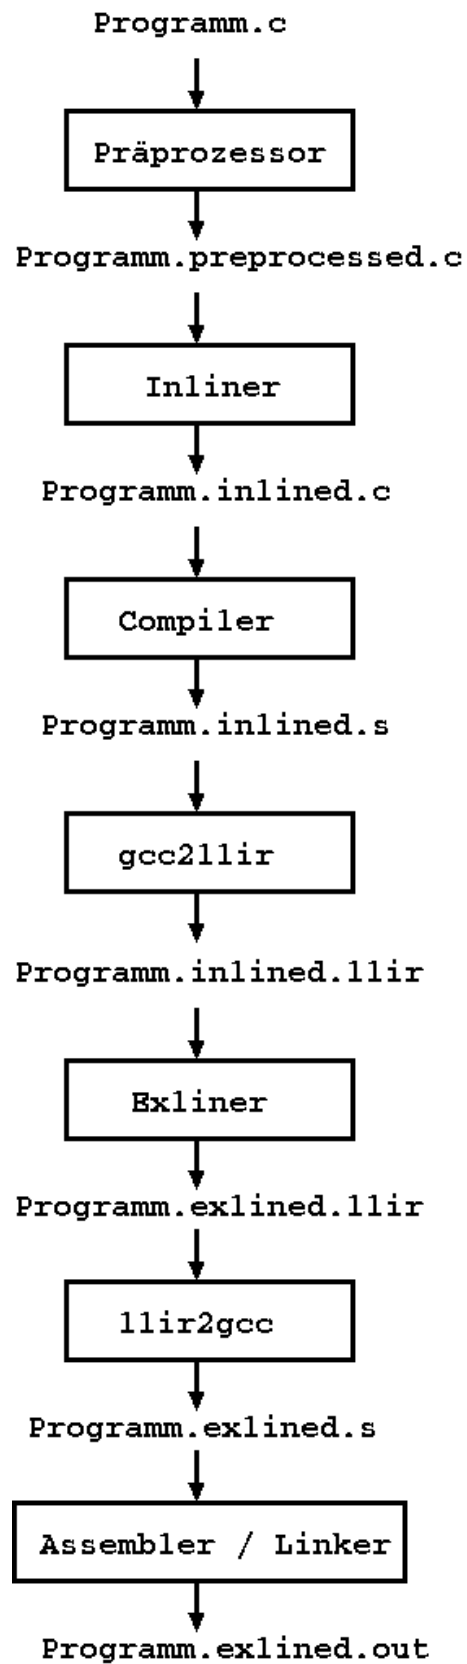 Programm.c
Präprozessor
Programm.preprocessed.c
Inliner
Programm.inlined.c
Compiler
Programm.inlined.s
gcc2llir
Programm.inlined.llir
Exliner
Programm.exlined.llir
llir2gcc
Programm.exlined.s
Assembler / Linker
Programm.exlined.out